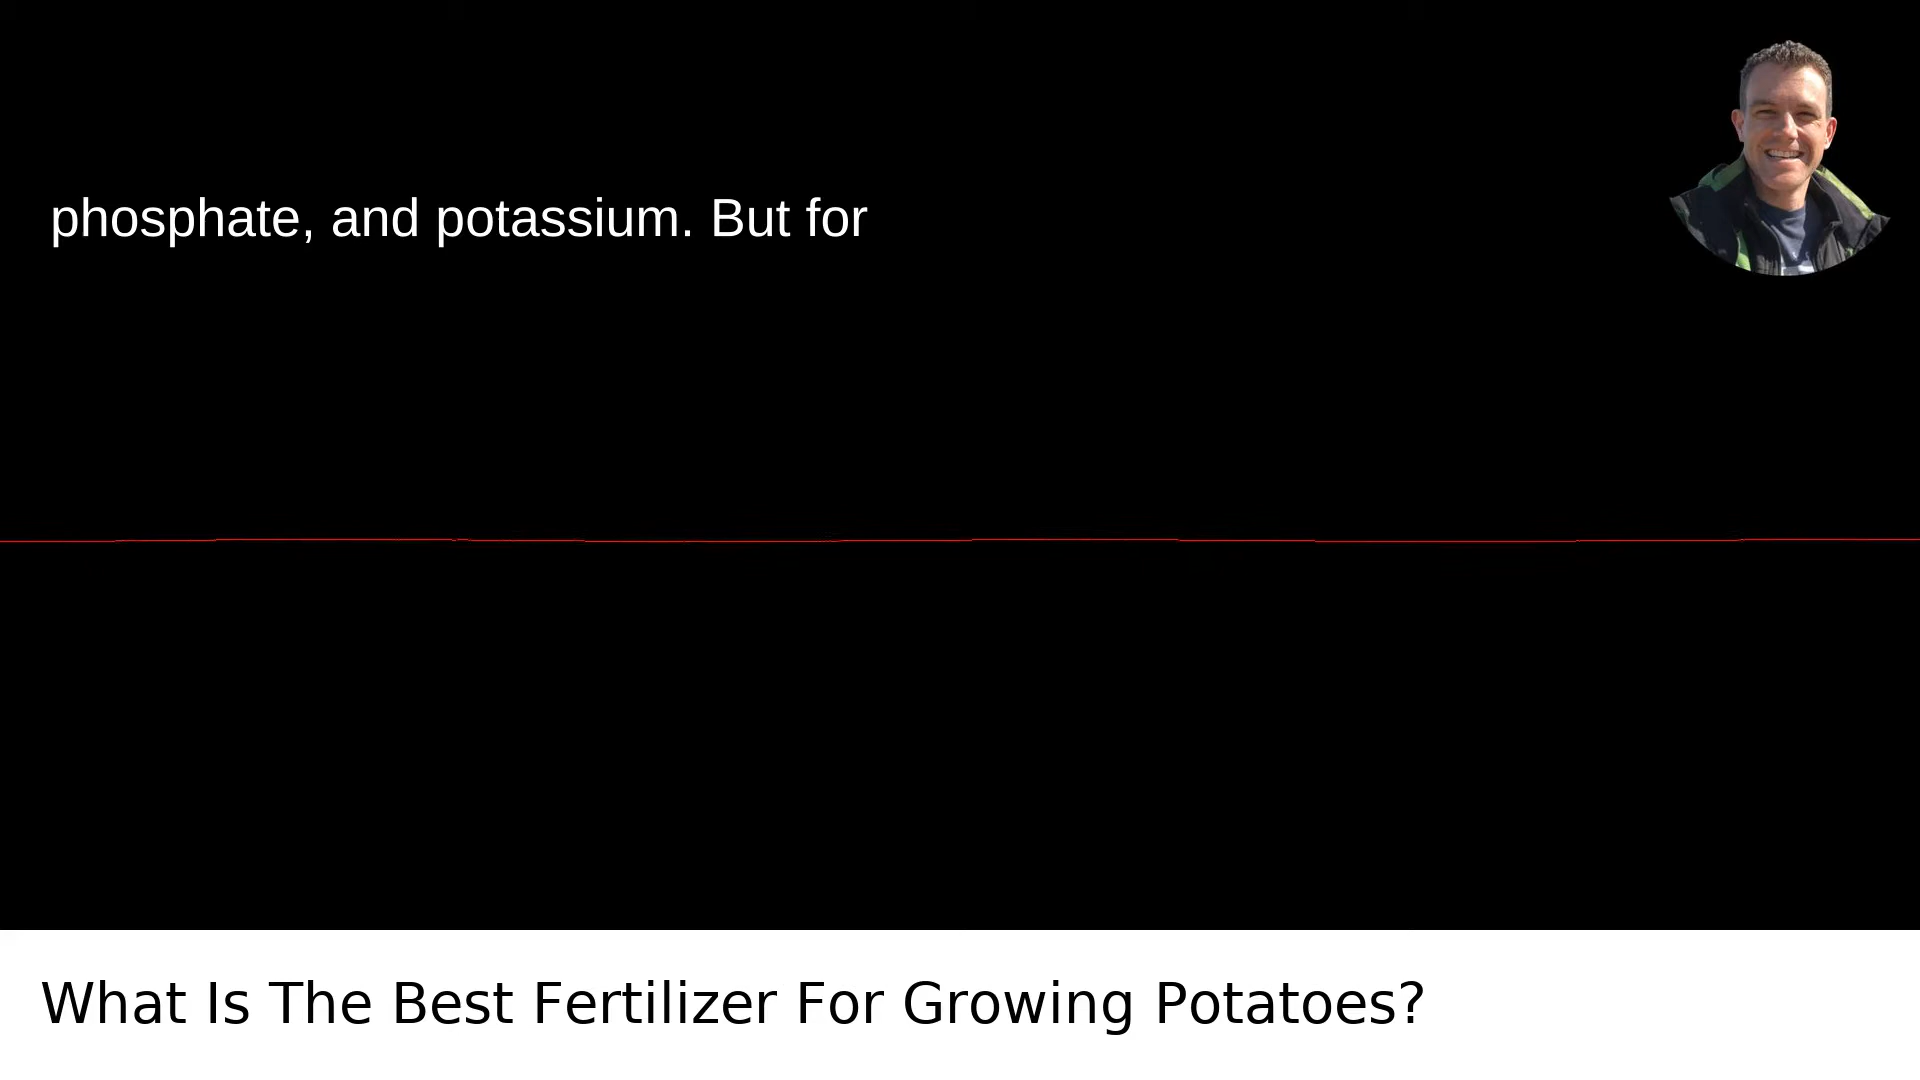 phosphate, and potassium. But for
What Is The Best Fertilizer For Growing Potatoes?